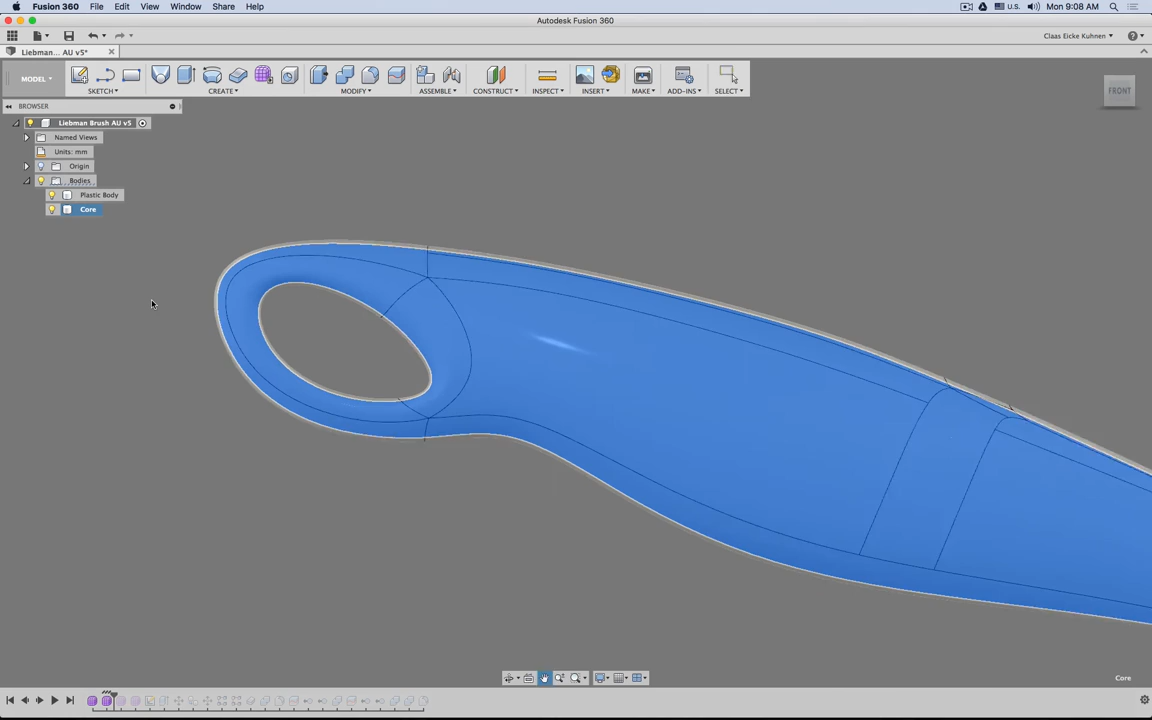 Fusion 360 File Edit View Window Share Help U.S. Mon 9:08 AM
Autodesk Fusion 360
Claas Eicke Kuhnen
Liebman... AU v5*
MODEL
SKETCH CREATE MODIFY ASSEMBLE CONSTRUCT INSPECT INSERT MAKE ADD-INS SELECT
FRONT
BROWSER
Liebman Brush AU v5
Named Views
Units: mm
Origin
Bodies
Plastic Body
Core
Core